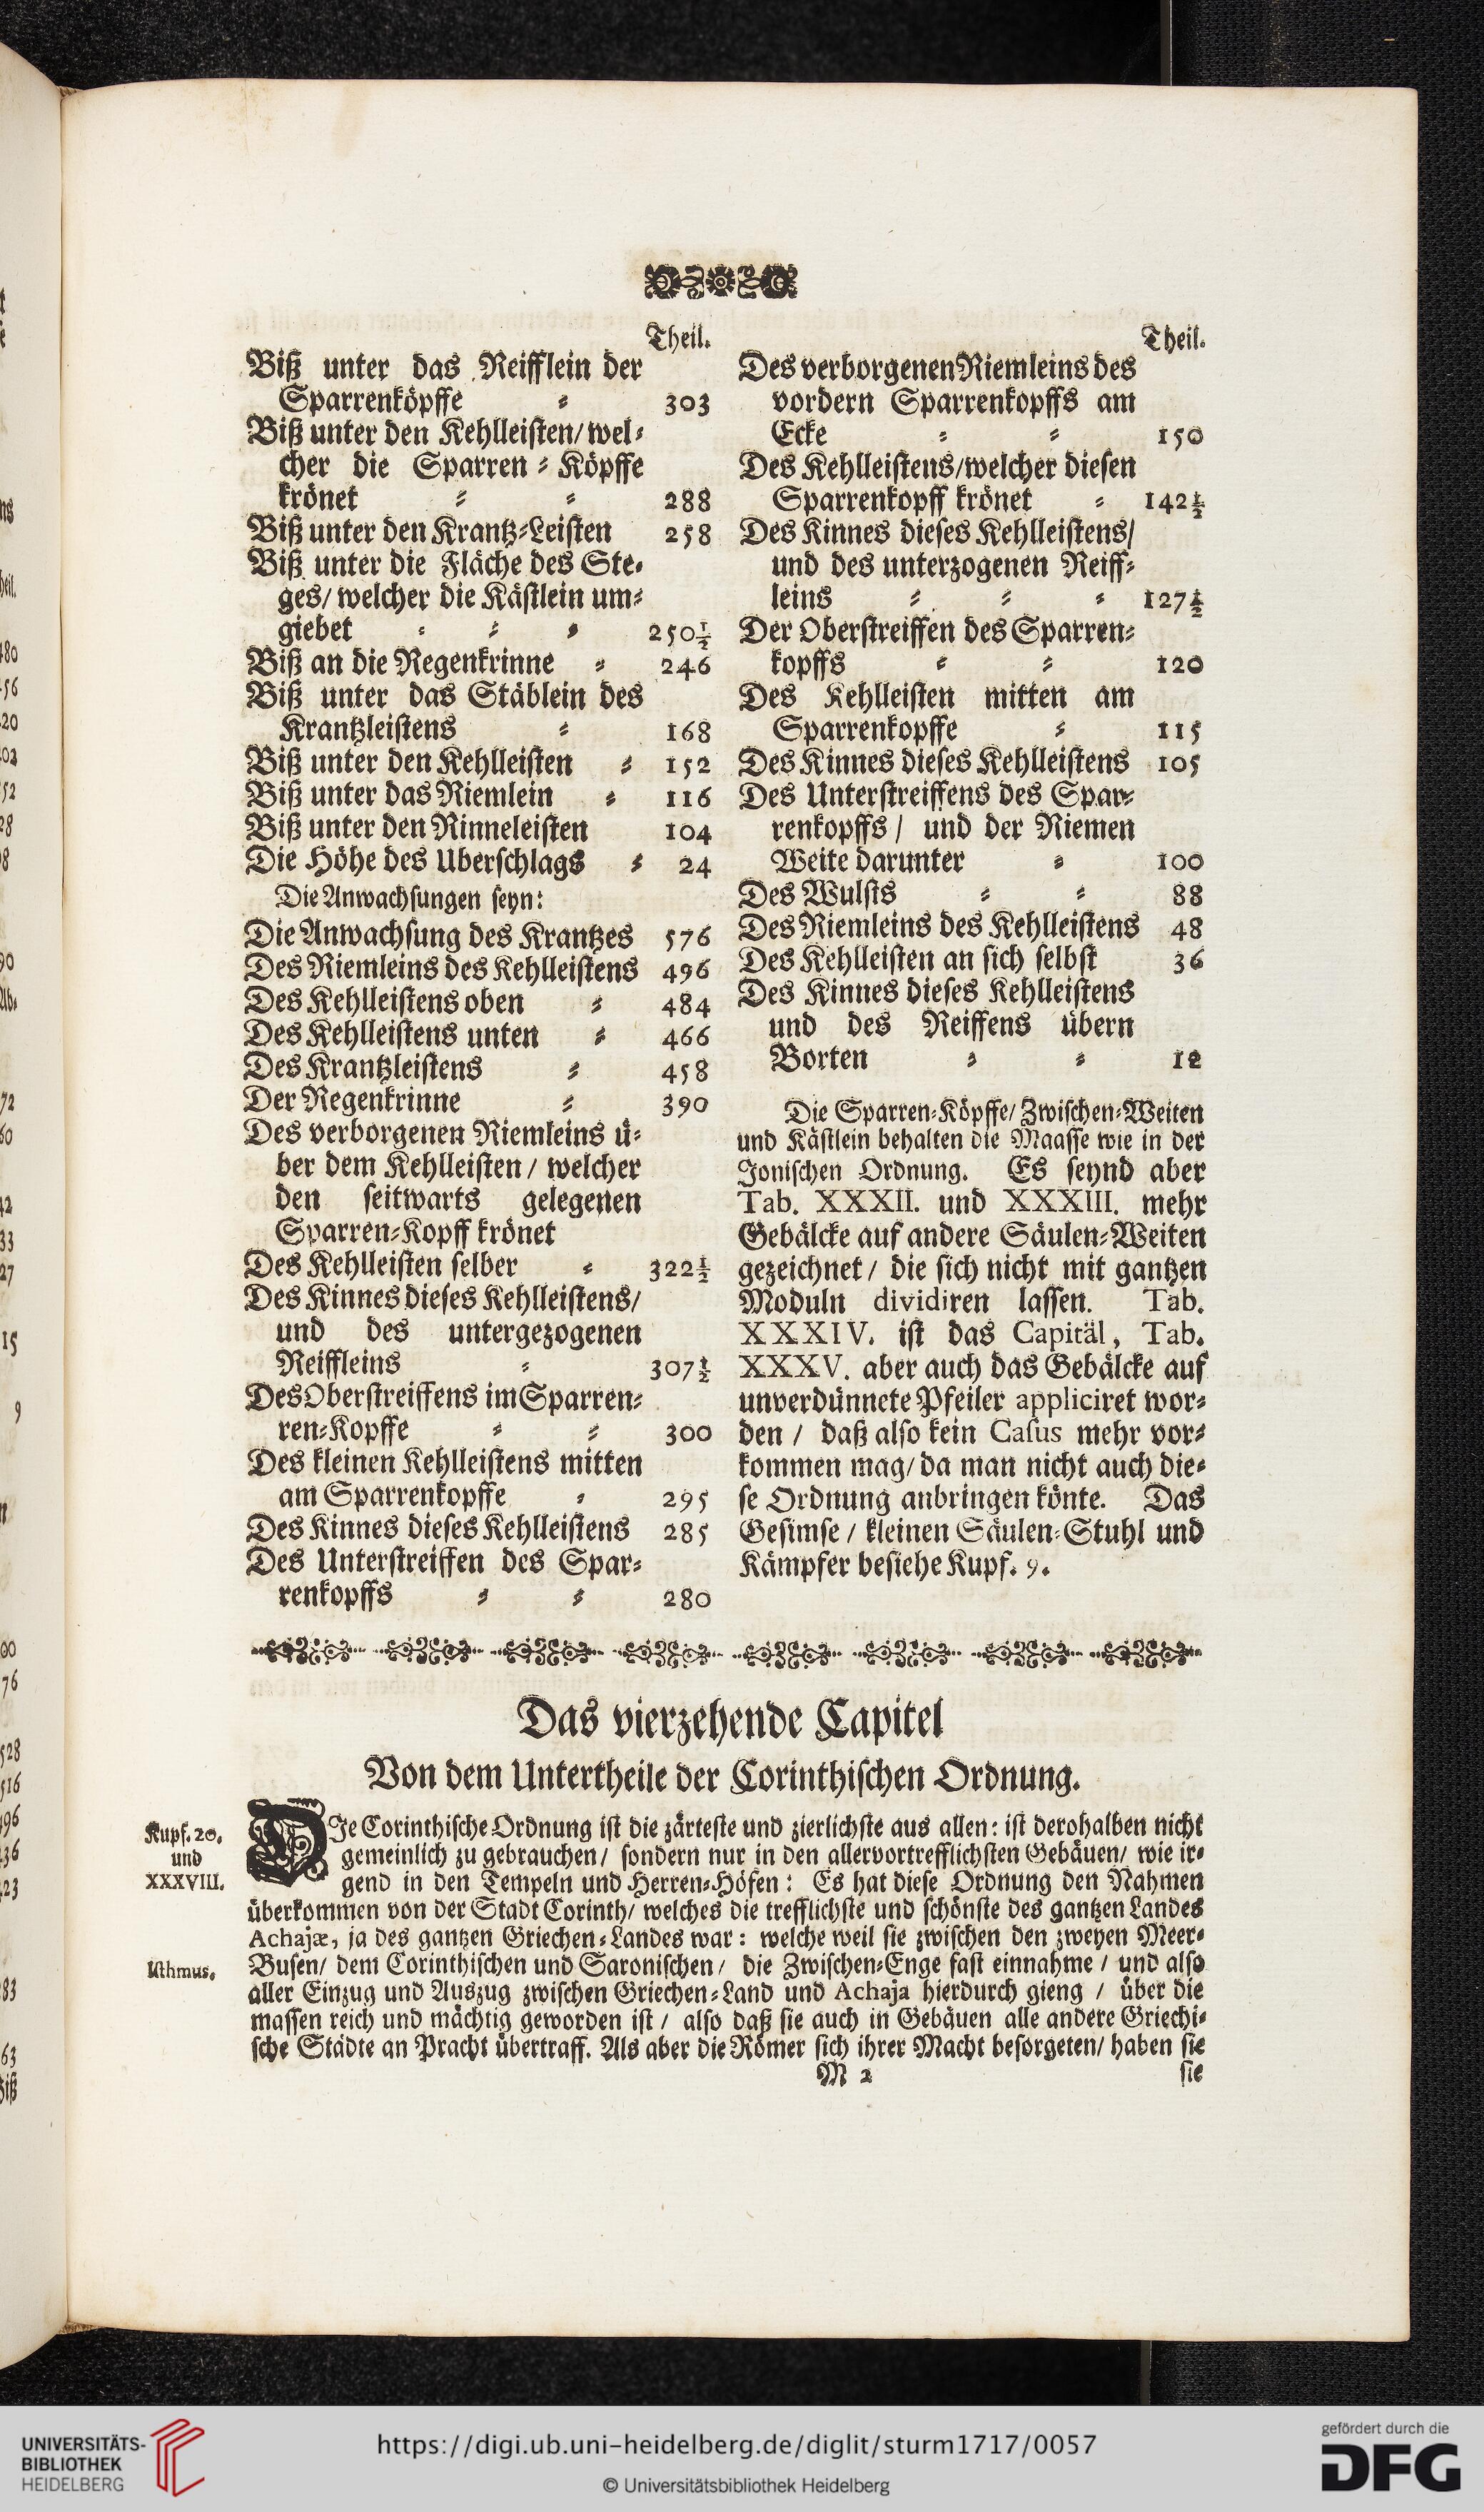 Theil.
Biß unter das Reifflein der
Sparrenköpffe ⸗ 303
Biß unter den Kehlleisten/ wel⸗
cher die Sparren⸗Köpffe
krönet ⸗ ⸗ 288
Biß unter den Krantz⸗Leisten 258
Biß unter die Fläche des Ste⸗
ges/ welcher die Kästlein um⸗
giebet ⸗ ⸗ ⸗ 250½
Biß an die Regenkrinne ⸗ 246
Biß unter das Stäblein des
Krantzleistens ⸗ 168
Biß unter den Kehlleisten ⸗ 152
Biß unter das Riemlein ⸗ 116
Biß unter den Rinneleisten 104
Die Höhe des Uberschlags ⸗ 24
Die Anwachsungen seyn:
Die Anwachsung des Krantzes 576
Des Riemleins des Kehlleistens 496
Des Kehlleistens oben ⸗ 484
Des Kehlleistens unten ⸗ 466
Des Krantzleistens ⸗ 458
Der Regenkrinne ⸗ 390
Des verborgenen Riemleins ü⸗
ber dem Kehlleisten / welcher
den seitwarts gelegenen
Sparren⸗Kopff krönet
Des Kehlleisten selber ⸗ 322½
Des Kinnes dieses Kehlleistens/
und des untergezogenen
Reiffleins ⸗ 307½
Des Oberstreiffens im Sparren⸗
ren⸗Kopffe ⸗ ⸗ 300
Des kleinen Kehlleistens mitten
am Sparrenkopffe ⸗ 295
Des Kinnes dieses Kehlleistens 285
Des Unterstreiffen des Spar⸗
renkopffs ⸗ ⸗ 280
Theil.
Des verborgenen Riemleins des
vordern Sparrenkopffs am
Ecke ⸗ ⸗ 150
Des Kehlleistens/welcher diesen
Sparrenkopff krönet ⸗ 142½
Des Kinnes dieses Kehlleistens/
und des unterzogenen Reiff⸗
leins ⸗ ⸗ ⸗ 127½
Der Oberstreiffen des Sparren⸗
kopffs ⸗ ⸗ 120
Des Kehlleisten mitten am
Sparrenkopffe ⸗ 115
Des Kinnes dieses Kehlleistens 105
Des Unterstreiffens des Spar⸗
renkopffs / und der Riemen
Weite darunter ⸗ 100
Des Wulsts ⸗ ⸗ 88
Des Riemleins des Kehlleistens 48
Des Kehlleisten an sich selbst 36
Des Kinnes dieses Kehlleistens
und des Reiffens übern
Borten ⸗ ⸗ 12
Die Sparren⸗Köpffe/ Zwischen⸗Weiten
und Kästlein behalten die Maasse wie in der
Jonischen Ordnung. Es seynd aber
Tab. XXXII. und XXXIII. mehr
Gebälcke auf andere Säulen⸗Weiten
gezeichnet / die sich nicht mit gantzen
Moduln dividiren lassen. Tab.
XXXIV. ist das Capitäl, Tab.
XXXV. aber auch das Gebälcke auf
unverdünnete Pfeiler appliciret wor⸗
den / daß also kein Casus mehr vor⸗
kommen mag/ da man nicht auch die⸗
se Ordnung anbringen könte. Das
Gesimse / kleinen Säulen⸗Stuhl und
Kämpfer besiehe Kupf. 9.
Das vierzehende Capitel
Von dem Untertheile der Corinthischen Ordnung.
Kupf. 20.
und
XXXVIII.
DJe Corinthische Ordnung ist die zärteste und zierlichste aus allen: ist derohalben nicht
gemeinlich zu gebrauchen/ sondern nur in den allervortrefflichsten Gebäuen/ wie ir⸗
gend in den Tempeln und Herren⸗Höfen: Es hat diese Ordnung den Nahmen
überkommen von der Stadt Corinth/ welches die trefflichste und schönste des gantzen Landes
Achajæ, ja des gantzen Griechen⸗Landes war: welche weil sie zwischen den zweyen Meer⸗
Isthmus.
Busen/ dem Corinthischen und Saronischen / die Zwischen⸗Enge fast einnahme / und also
aller Einzug und Auszug zwischen Griechen⸗Land und Achaja hierdurch gieng / über die
massen reich und mächtig geworden ist / also daß sie auch in Gebäuen alle andere Griechi⸗
sche Städte an Pracht übertraff. Als aber die Römer sich ihrer Macht besorgeten/ haben sie
M 2 sie
UNIVERSITÄTS-
BIBLIOTHEK
HEIDELBERG
https://digi.ub.uni-heidelberg.de/diglit/sturm1717/0057
© Universitätsbibliothek Heidelberg
gefördert durch die
DFG